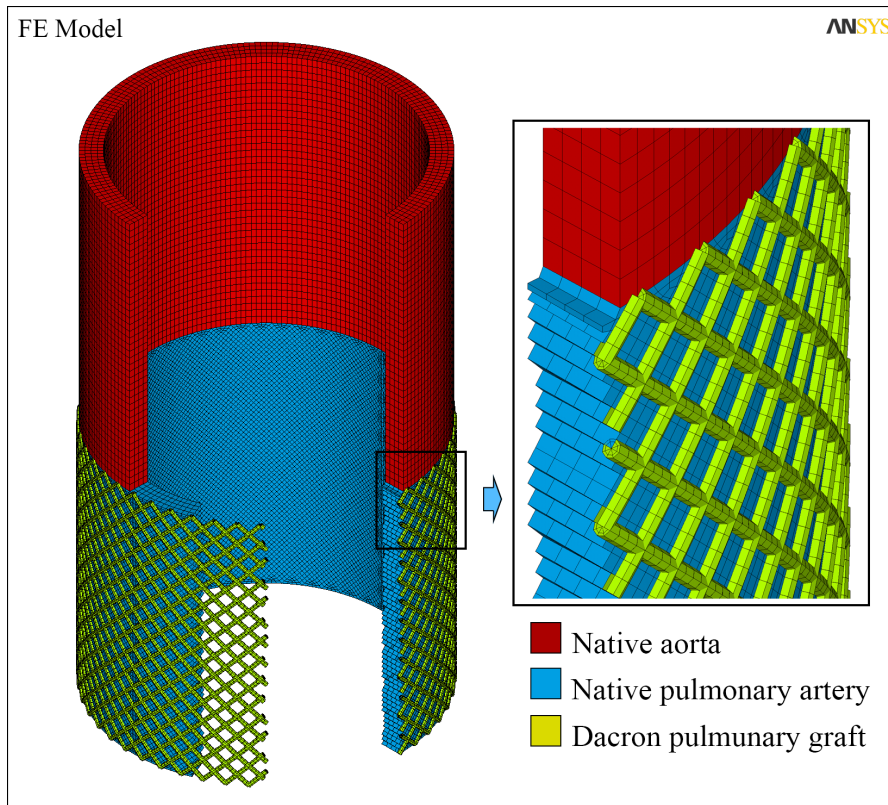 FE Model
ANSYS
Native aorta
Native pulmonary artery
Dacron pulmunary graft